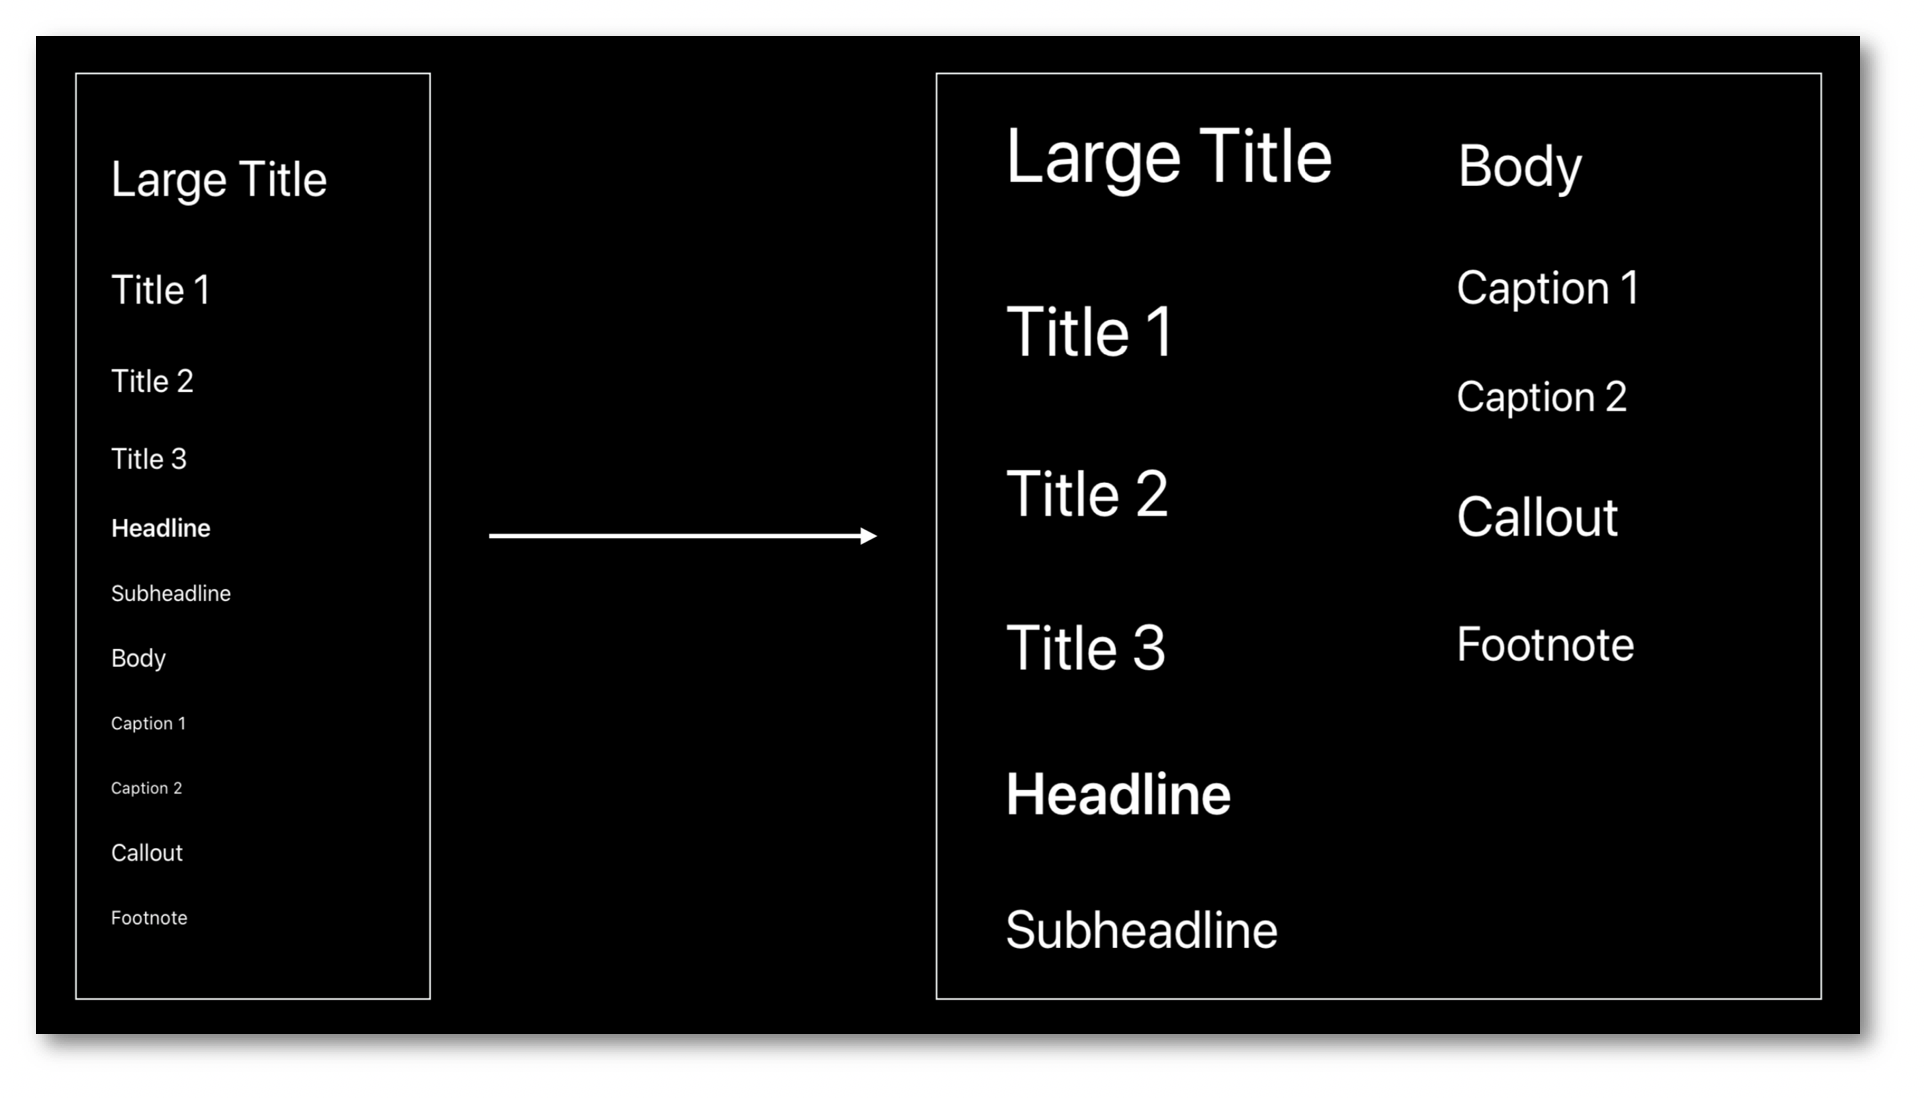 Large Title
Title 1
Title 2
Title 3
Headline
Subheadline
Body
Caption 1
Caption 2
Callout
Footnote
Large Title
Title 1
Title 2
Title 3
Headline
Subheadline
Body
Caption 1
Caption 2
Callout
Footnote